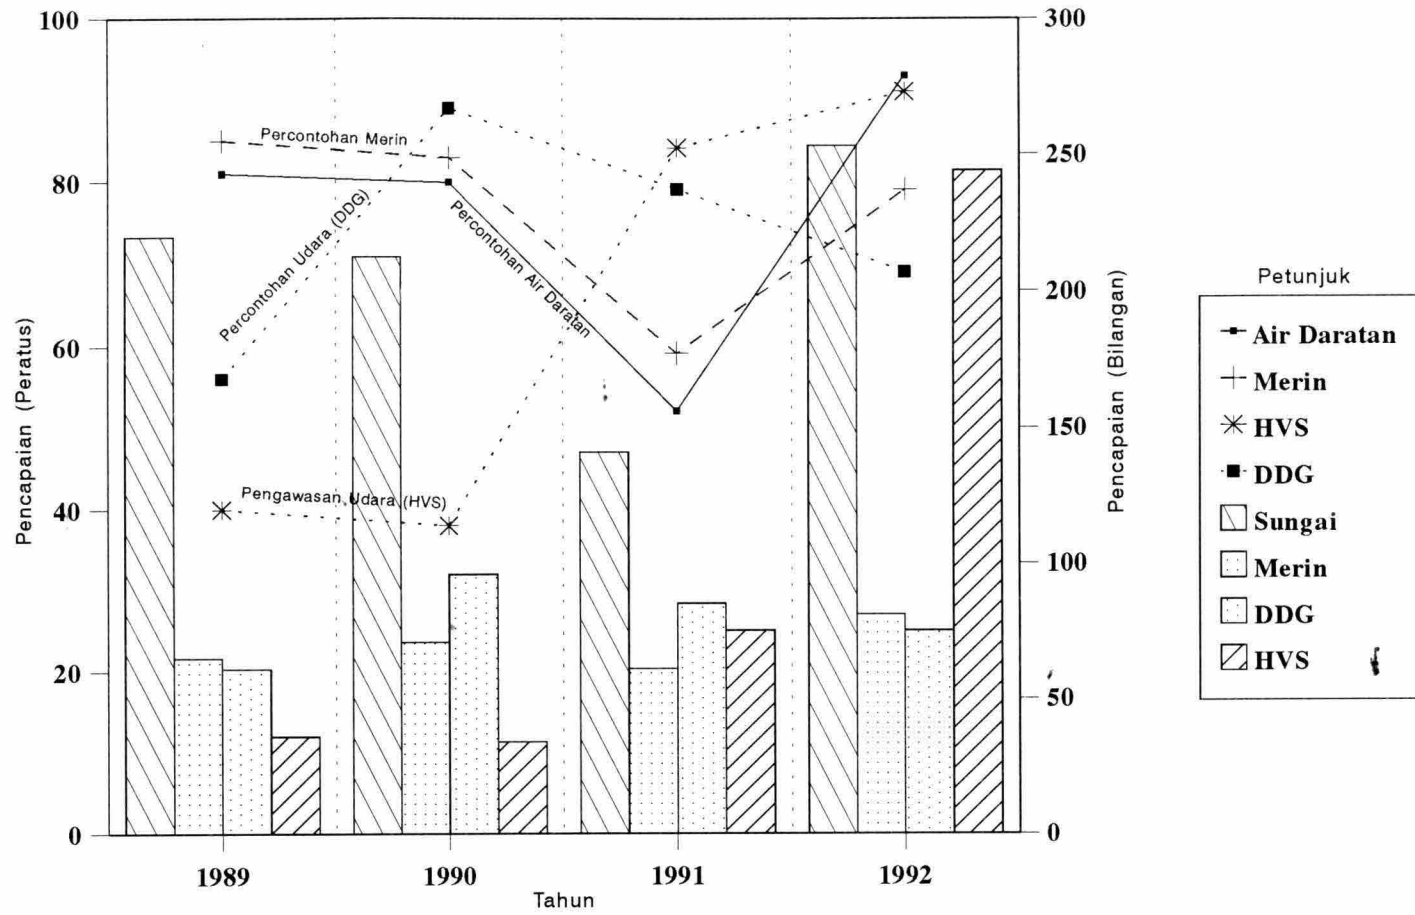 100
80
60
40
20
0
Pencapaian (Peratus)
Percontohan Merin
Percontohan Udara (DDG)
Percontohan Air Daratan
Pengawasan Udara (HVS)
300
250
200
150
100
50
0
Pencapaian (Bilangan)
1989
1990
1991
1992
Tahun
Petunjuk
Air Daratan
Merin
HVS
DDG
Sungai
Merin
DDG
HVS